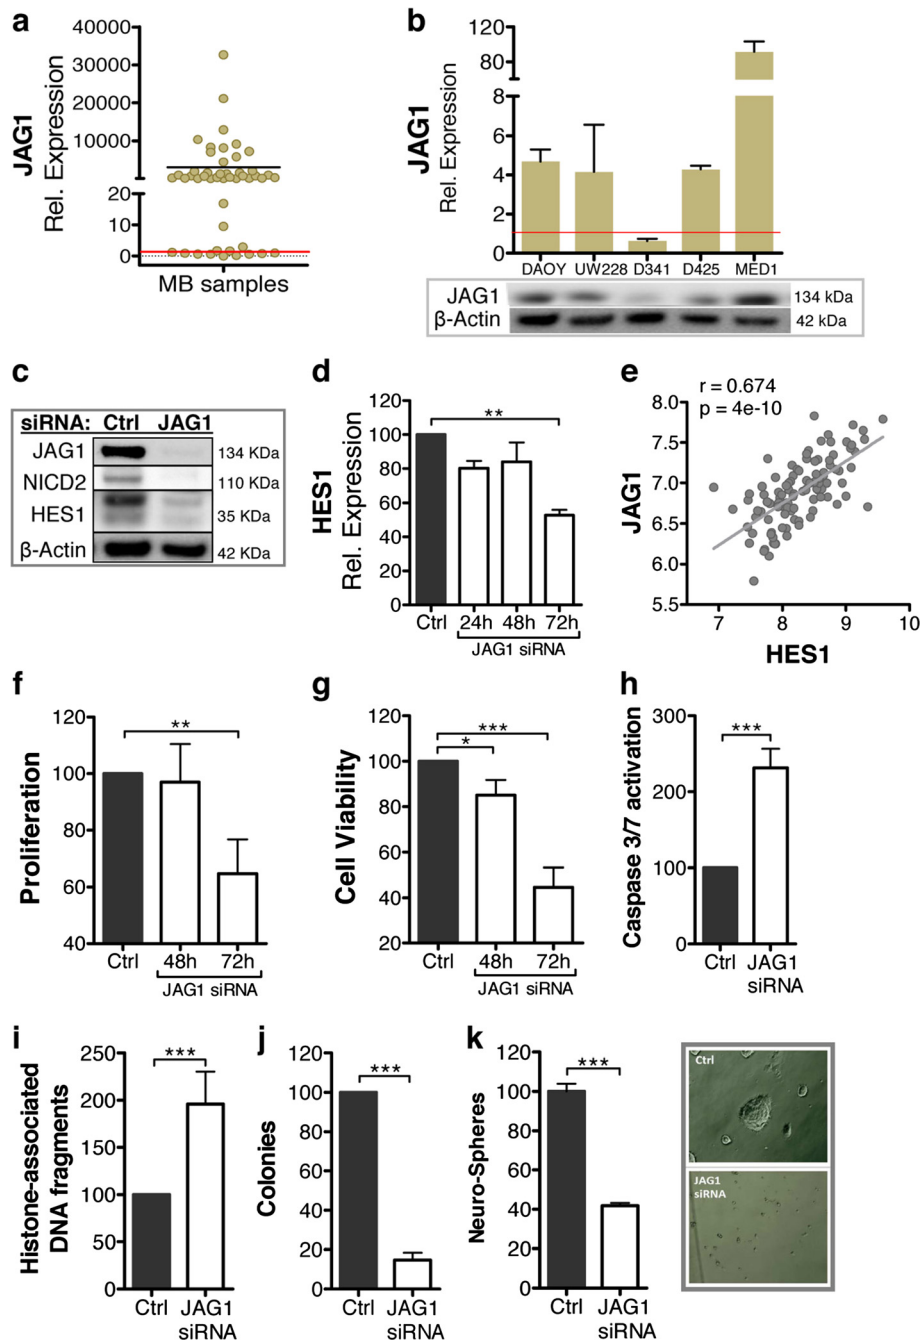 a
JAG1
Rel. Expression
40000
30000
20000
10000
20
10
0
MB samples
b
JAG1
Rel. Expression
120
80
8
6
4
2
0
DAOY UW228 D341 D425 MED1
JAG1 134 kDa
β-Actin 42 kDa
c
siRNA: Ctrl JAG1
JAG1 134 KDa
NICD2 110 KDa
HES1 35 KDa
β-Actin 42 KDa
d
HES1
Rel. Expression
120
100
80
60
40
20
0
**
Ctrl 24h 48h 72h
JAG1 siRNA
e
r = 0.674
p = 4e-10
JAG1
8.0
7.5
7.0
6.5
6.0
5.5
7 8 9 10
HES1
f
Proliferation
120
100
80
60
40
**
Ctrl 48h 72h
JAG1 siRNA
g
Cell Viability
120
100
80
60
40
20
***
*
Ctrl 48h 72h
JAG1 siRNA
h
Caspase 3/7 activation
300
200
100
0
***
Ctrl JAG1
siRNA
i
Histone-associated
DNA fragments
250
200
150
100
50
0
***
Ctrl JAG1
siRNA
j
Colonies
120
100
80
60
40
20
0
***
Ctrl JAG1
siRNA
k
Neuro-Spheres
120
100
80
60
40
20
0
***
Ctrl JAG1
siRNA
Ctrl
JAG1
siRNA